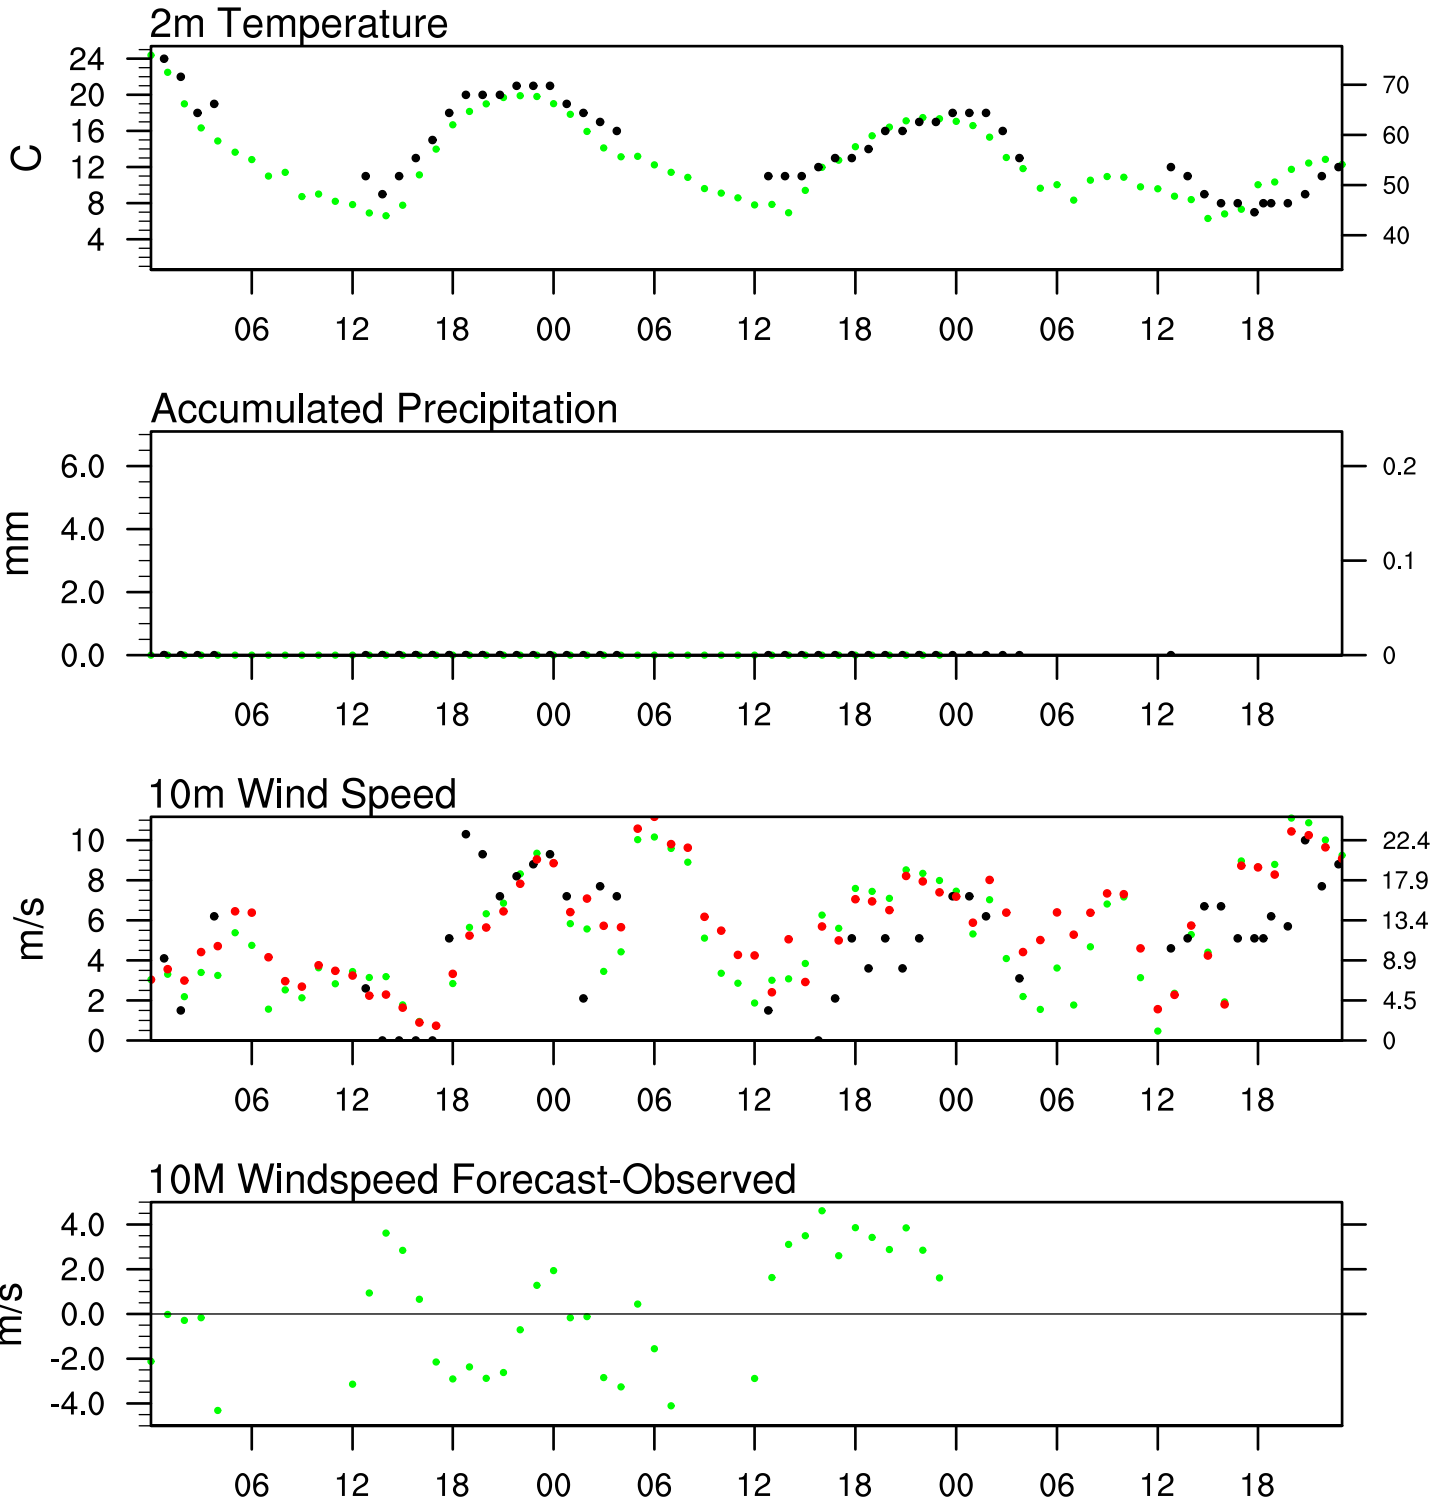 2m Temperature
24
20
16
12
8
4
C
70
60
50
40
06 12 18 00 06 12 18 00 06 12 18
Accumulated Precipitation
6.0
4.0
2.0
0.0
mm
0.2
0.1
0
06 12 18 00 06 12 18 00 06 12 18
10m Wind Speed
10
8
6
4
2
0
m/s
22.4
17.9
13.4
8.9
4.5
0
06 12 18 00 06 12 18 00 06 12 18
10M Windspeed Forecast-Observed
4.0
2.0
0.0
-2.0
-4.0
m/s
06 12 18 00 06 12 18 00 06 12 18